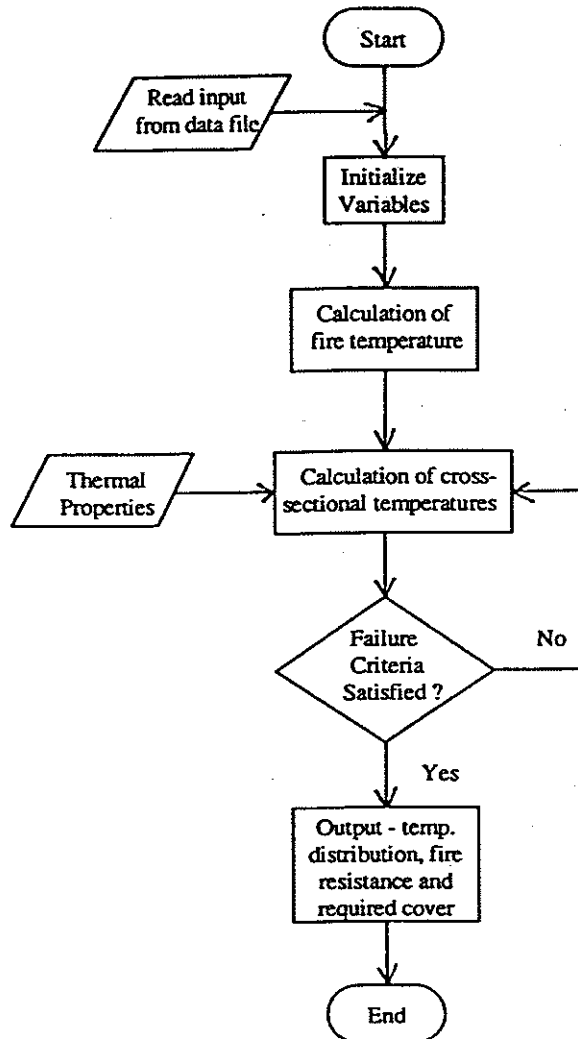 Start
Read input
from data file
Initialize
Variables
Calculation of
fire temperature
Thermal
Properties
Calculation of cross-
sectional temperatures
Failure
Criteria
Satisfied ?
No
Yes
Output - temp.
distribution, fire
resistance and
required cover
End